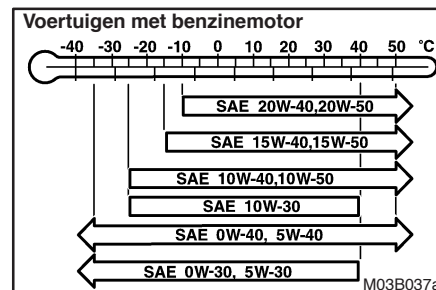 Voertuigen met benzinemotor
-40 -30 -20 -10 0 10 20 30 40 50 °C
SAE 20W-40,20W-50
SAE 15W-40,15W-50
SAE 10W-40,10W-50
SAE 10W-30
SAE 0W-40, 5W-40
SAE 0W-30, 5W-30
M03B037a